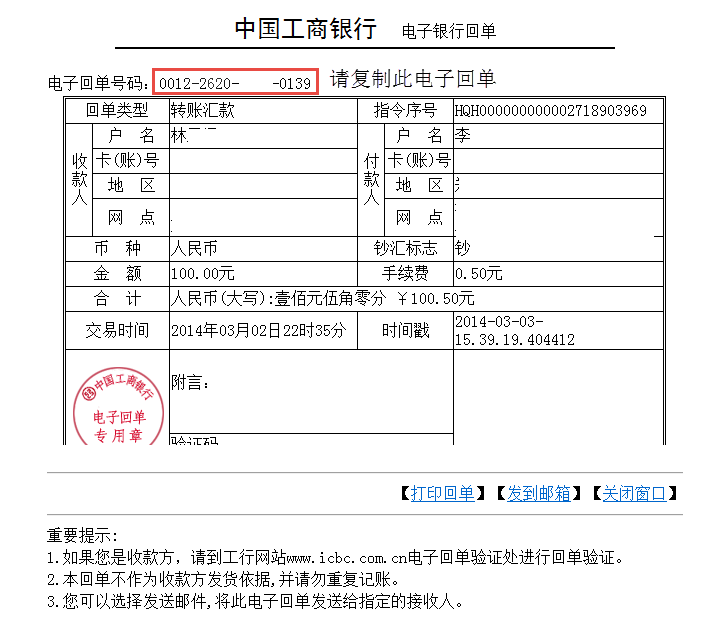 中国工商银行 电子银行回单
电子回单号码: 0012-2620- -0139 请复制此电子回单
回单类型 转账汇款 指令序号 HQH000000000002718903969
收款人 户 名 林 付款人 户 名 李
卡(账)号 卡(账)号
地 区 地 区
网 点 网 点
币 种 人民币 钞汇标志 钞
金 额 100.00元 手续费 0.50元
合 计 人民币(大写):壹佰元伍角零分 ￥100.50元
交易时间 2014年03月02日22时35分 时间戳 2014-03-03-
15.39.19.404412
中国工商银行
电子回单
专用章
附言:
验证码
【打印回单】【发到邮箱】【关闭窗口】
重要提示:
1.如果您是收款方，请到工行网站www.icbc.com.cn电子回单验证处进行回单验证。
2.本回单不作为收款方发货依据,并请勿重复记账。
3.您可以选择发送邮件,将此电子回单发送给指定的接收人。